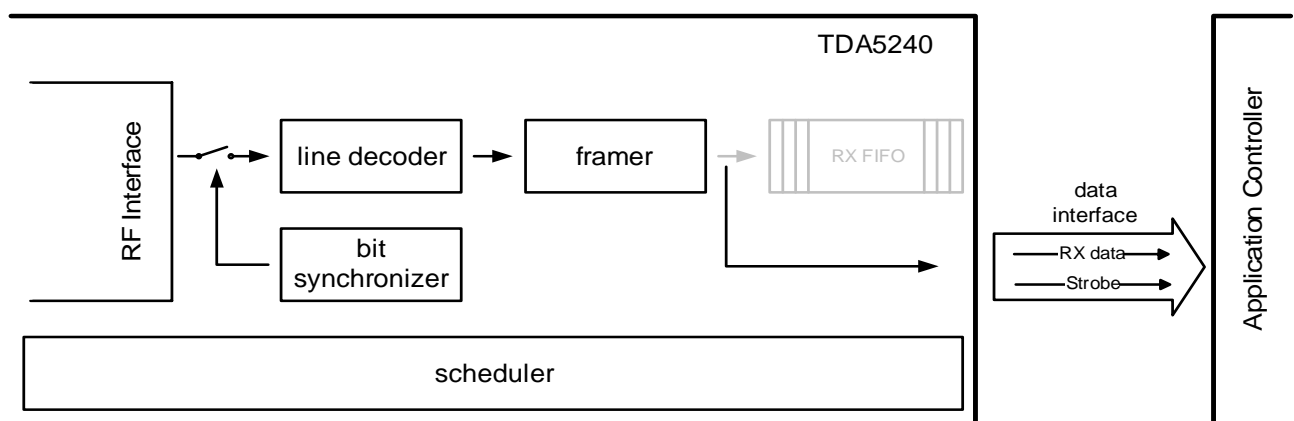 TDA5240
RF Interface
line decoder
framer
RX FIFO
bit
synchronizer
scheduler
data
interface
RX data
Strobe
Application Controller